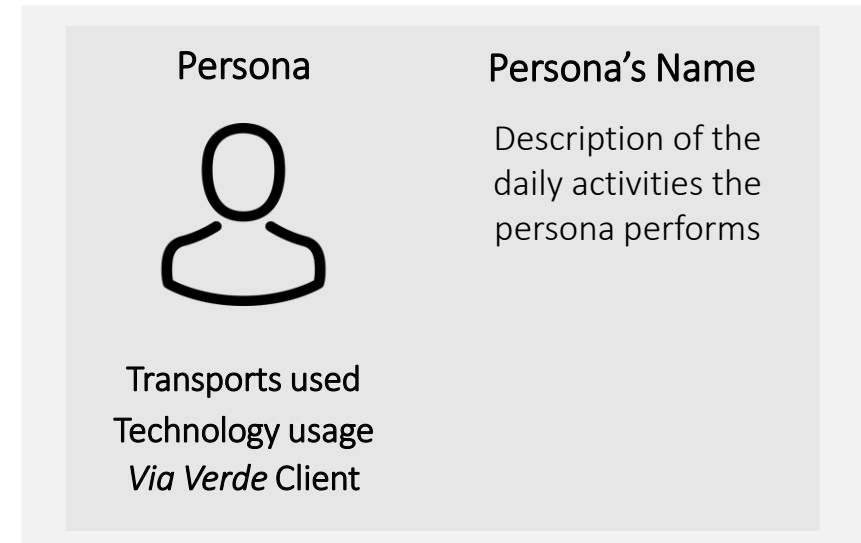 Persona
Persona's Name
Description of the
daily activities the
persona performs
Transports used
Technology usage
Via Verde Client